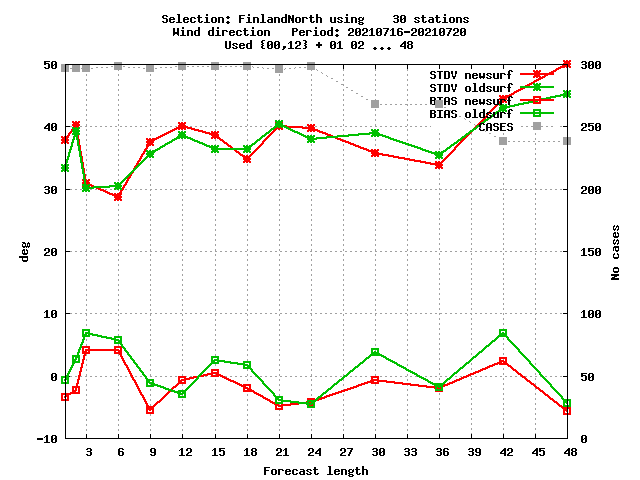 Selection: FinlandNorth using    30 stations
Wind direction   Period: 20210716-20210720
Used {00,12} + 01 02 ... 48
STDV newsurf
STDV oldsurf
BIAS newsurf
BIAS oldsurf
CASES
50
40
30
20
10
0
-10
deg
300
250
200
150
100
50
0
No cases
3 6 9 12 15 18 21 24 27 30 33 36 39 42 45 48
Forecast length